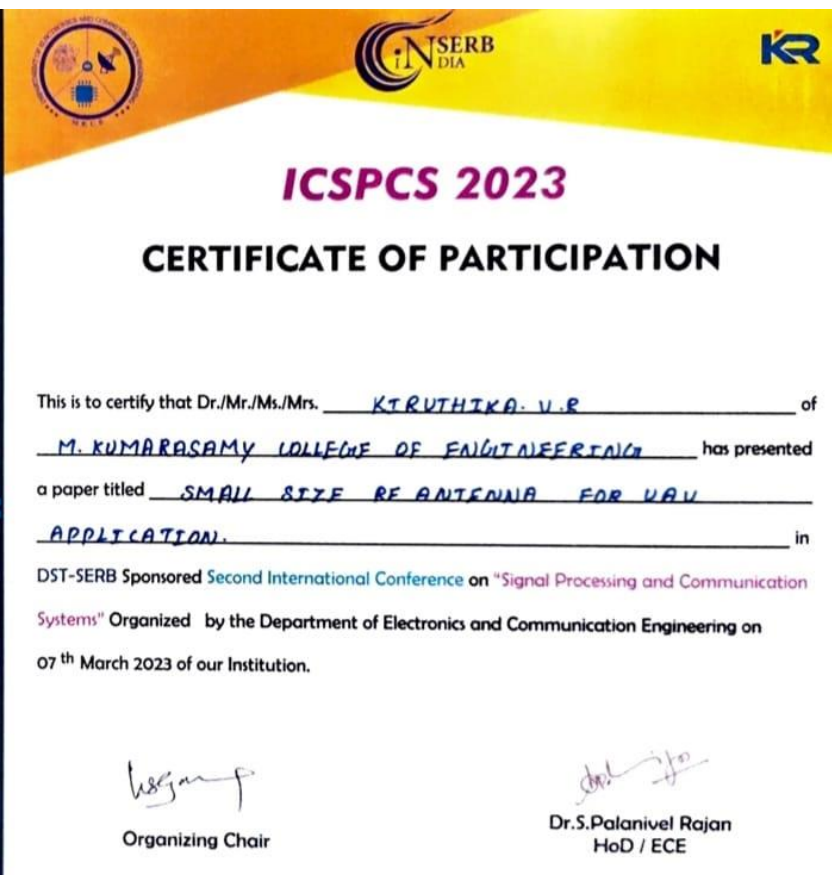 iNSERB
DIA
KR
ICSPCS 2023
CERTIFICATE OF PARTICIPATION
This is to certify that Dr./Mr./Ms./Mrs. KIRUTHIKA. V.R of
M. KUMARASAMY COLLEGE OF ENGINEERING has presented
a paper titled SMALL SIZE RF ANTENNA FOR UAV
APPLICATION. in
DST-SERB Sponsored Second International Conference on "Signal Processing and Communication
Systems" Organized by the Department of Electronics and Communication Engineering on
07 th March 2023 of our Institution.
Organizing Chair
Dr.S.Palanivel Rajan
HoD / ECE